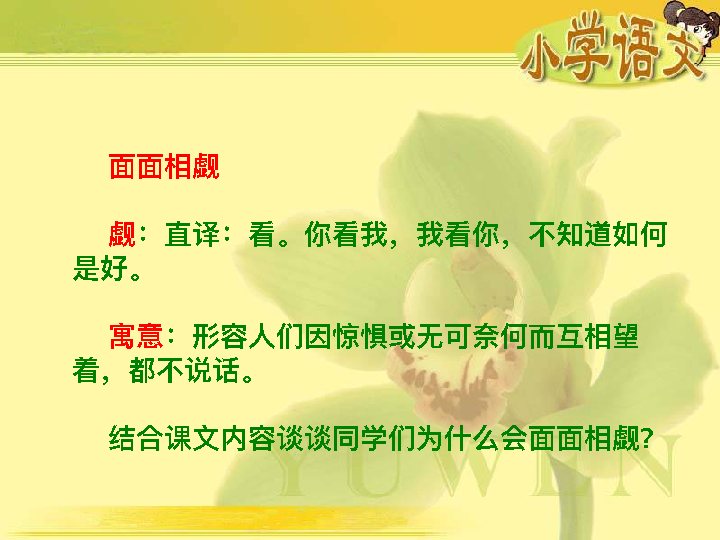 小学语文
面面相觑
觑：直译：看。你看我，我看你，不知道如何
是好。
寓意：形容人们因惊惧或无可奈何而互相望
着，都不说话。
结合课文内容谈谈同学们为什么会面面相觑？
YUWEN